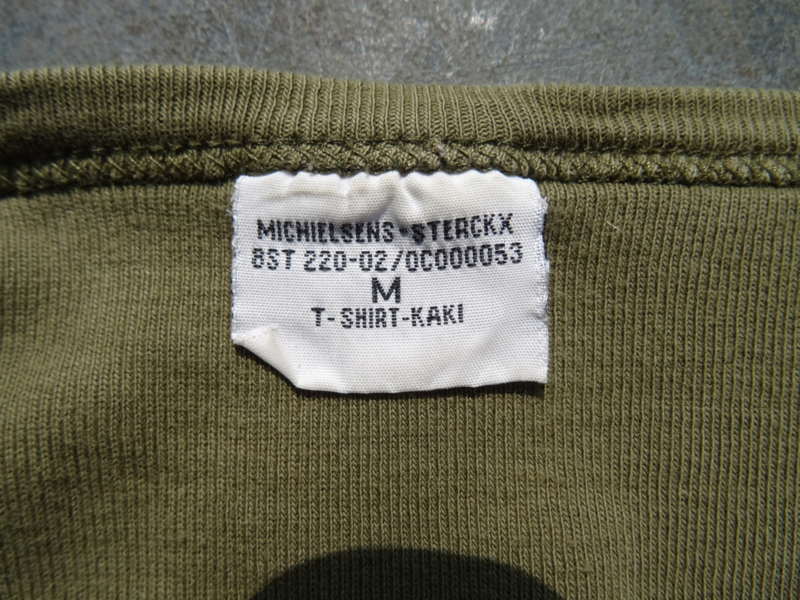 MICHIELSENS-STERCKX
BST 220-02/0C000053
M
T-SHIRT-KAKI